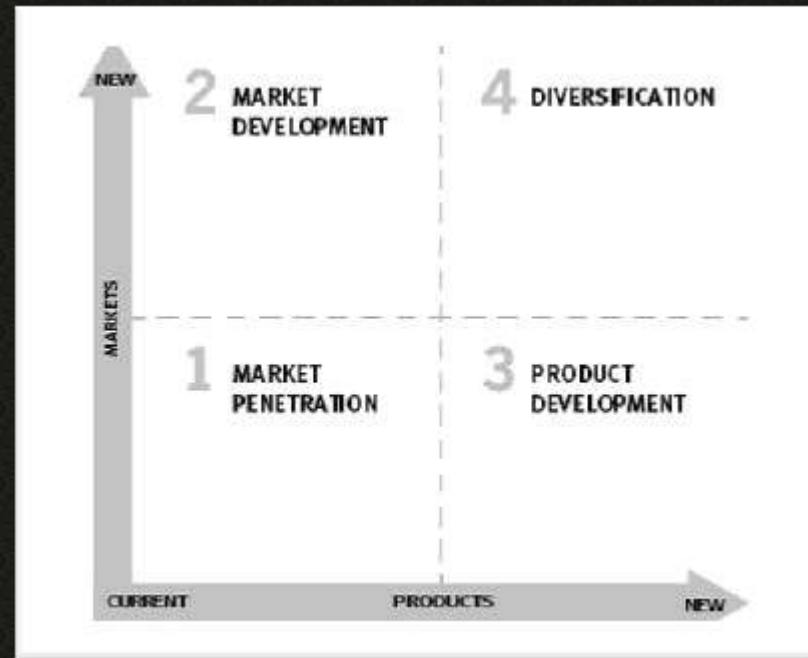 NEW
2 MARKET
DEVELOPMENT
4 DIVERSIFICATION
MARKETS
1 MARKET
PENETRATION
3 PRODUCT
DEVELOPMENT
CURRENT
PRODUCTS
NEW